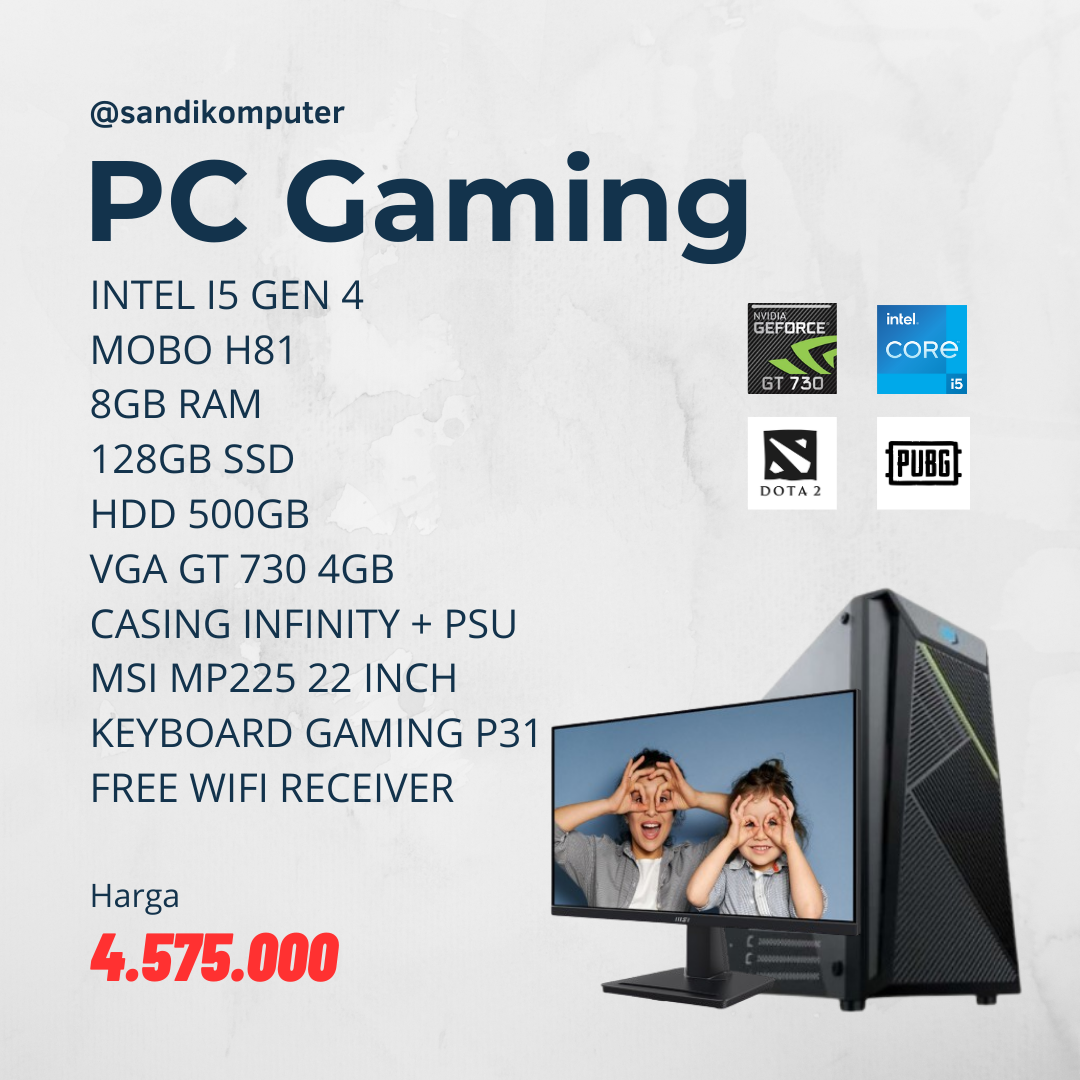 @sandikomputer
PC Gaming
INTEL I5 GEN 4
MOBO H81
8GB RAM
128GB SSD
HDD 500GB
VGA GT 730 4GB
CASING INFINITY + PSU
MSI MP225 22 INCH
KEYBOARD GAMING P31
FREE WIFI RECEIVER
Harga
4.575.000
NVIDIA
GEFORCE
GT 730
intel.
CORE
i5
DOTA 2
PUBG
msi